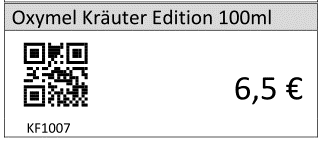 Oxymel Kräuter Edition 100ml
6,5 €
KF1007